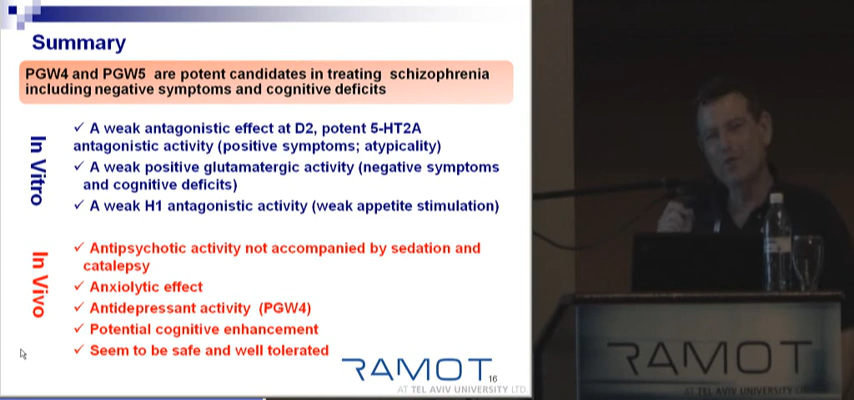 Summary
PGW4 and PGW5 are potent candidates in treating schizophrenia
including negative symptoms and cognitive deficits
In Vitro
✓ A weak antagonistic effect at D2, potent 5-HT2A
antagonistic activity (positive symptoms; atypicality)
✓ A weak positive glutamatergic activity (negative symptoms
and cognitive deficits)
✓ A weak H1 antagonistic activity (weak appetite stimulation)
In Vivo
✓ Antipsychotic activity not accompanied by sedation and
catalepsy
✓ Anxiolytic effect
✓ Antidepressant activity (PGW4)
✓ Potential cognitive enhancement
✓ Seem to be safe and well tolerated
RAMOT
16
AT TEL AVIV UNIVERSITY LTD.
RAMOT
AT TEL AVIV UNIVERSITY LTD